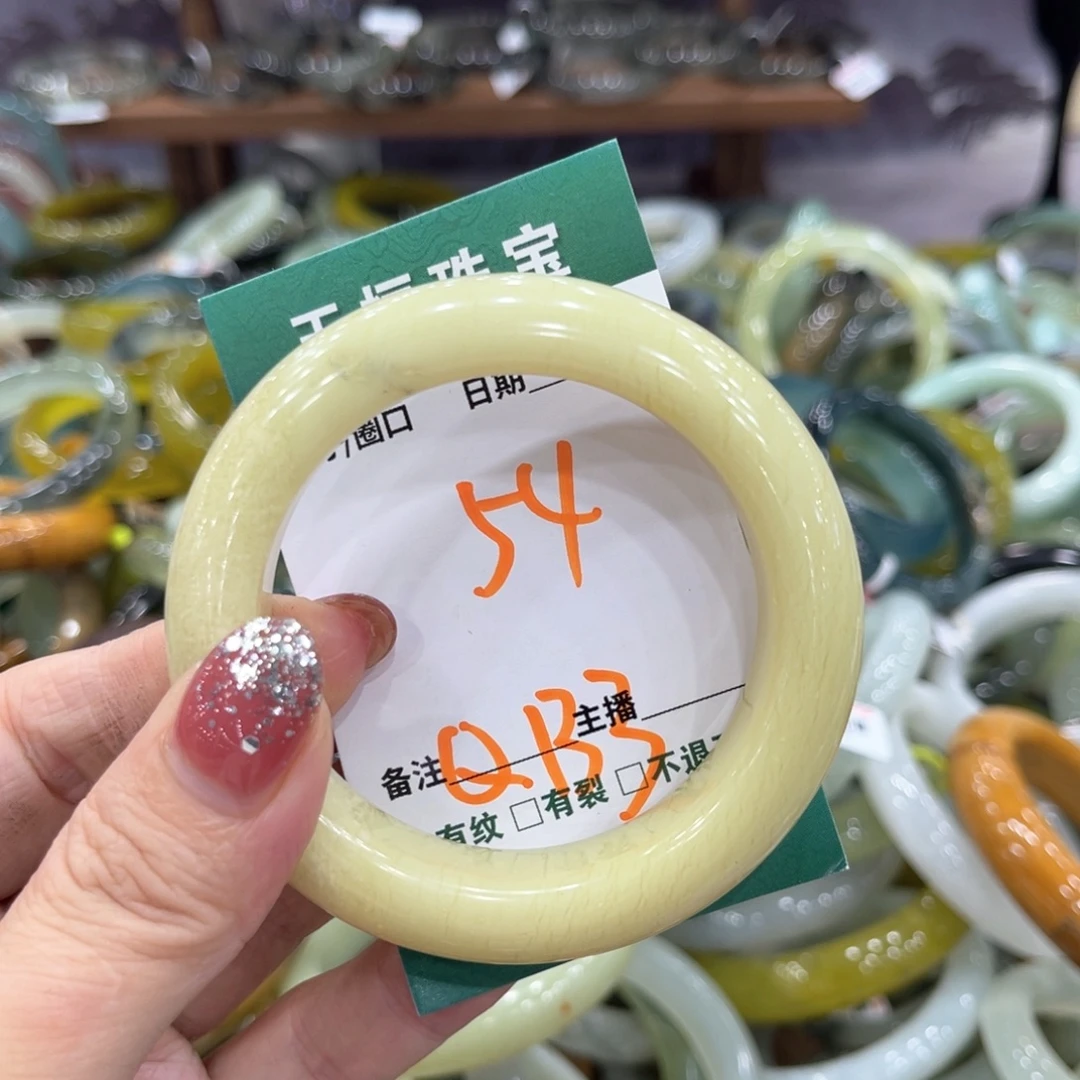 珠宝
圈口
日期
54
主播
备注 QB3
有纹 □有裂 □不退